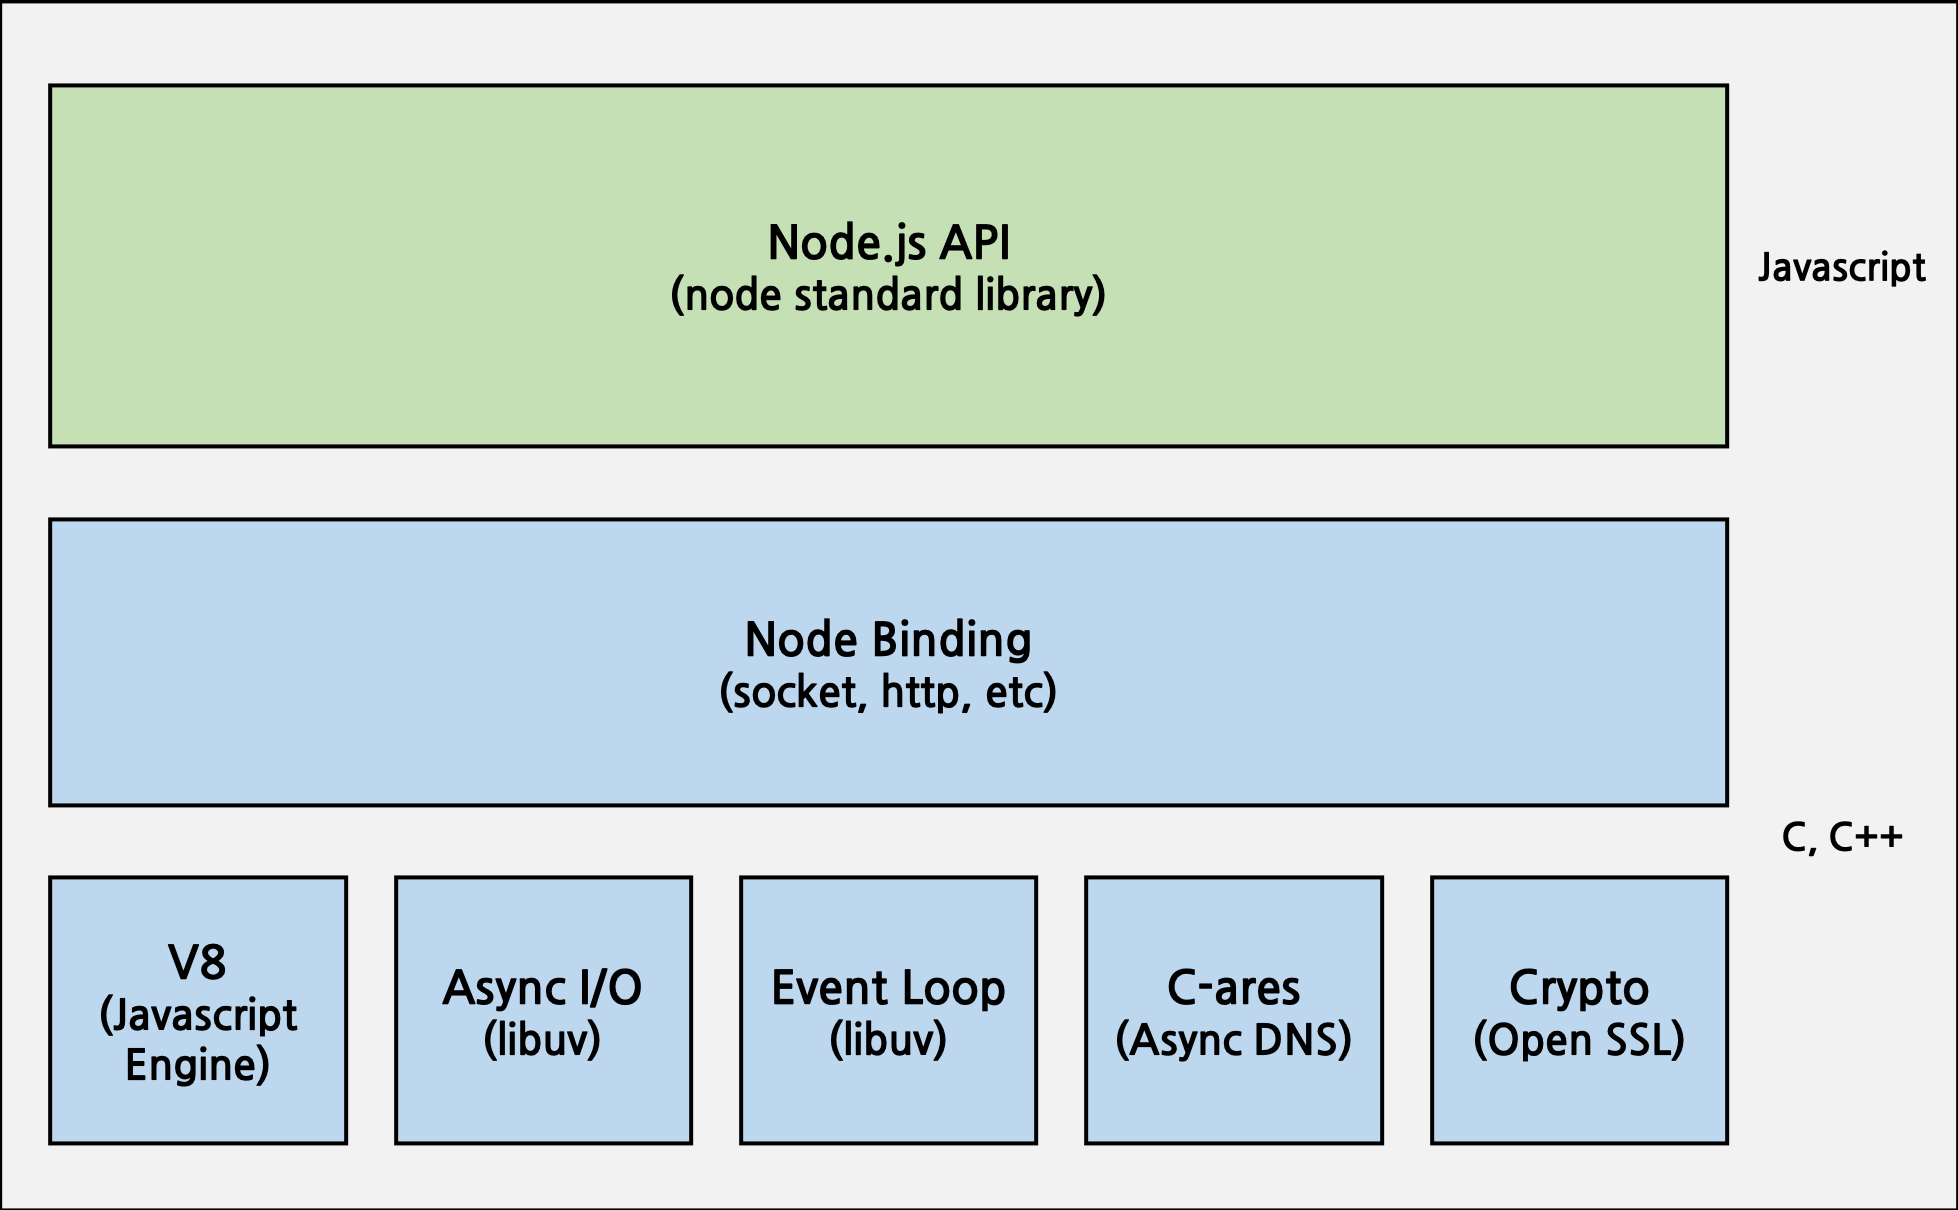 Node.js API
(node standard library)
Javascript
Node Binding
(socket, http, etc)
C, C++
V8
(Javascript
Engine)
Async I/O
(libuv)
Event Loop
(libuv)
C-ares
(Async DNS)
Crypto
(Open SSL)